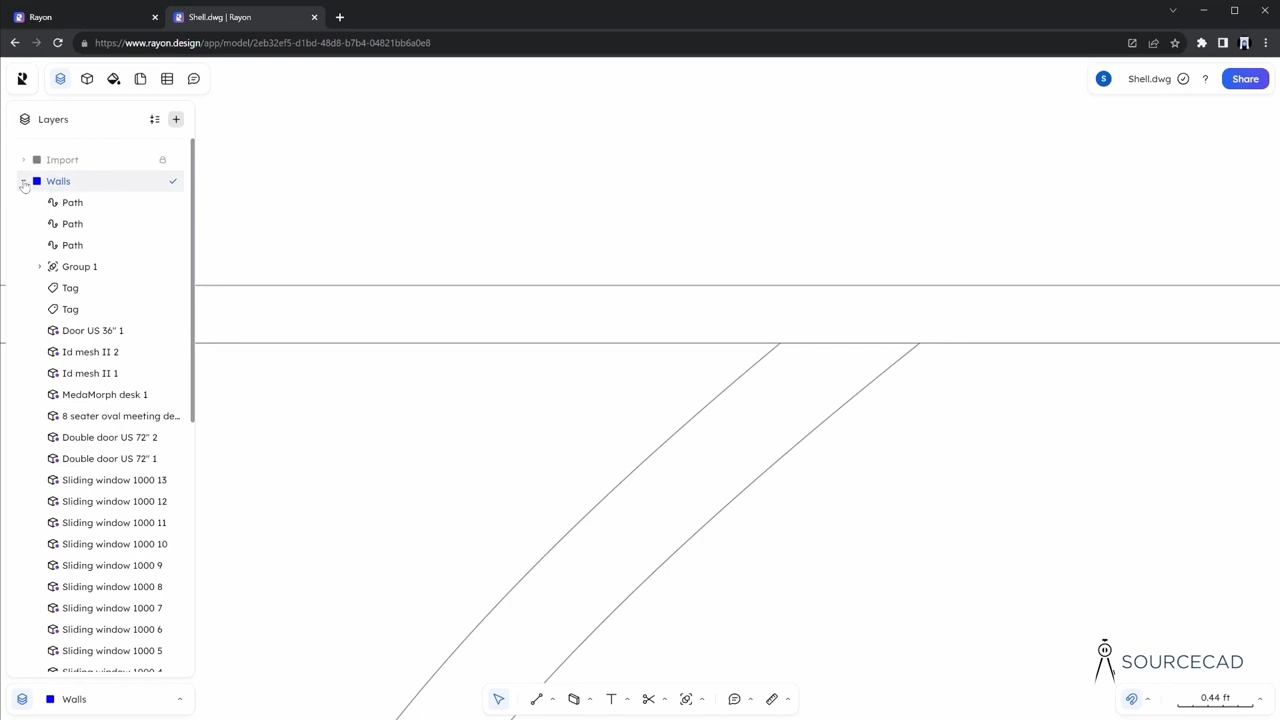 Rayon
Shell.dwg | Rayon
https://www.rayon.design/app/model/2eb32ef5-d1bd-48d8-b7b4-04821bb6a0e8
S
Shell.dwg
?
Share
Layers
Import
Walls
Path
Path
Path
Group 1
Tag
Tag
Door US 36" 1
Id mesh II 2
Id mesh II 1
MedaMorph desk 1
8 seater oval meeting de...
Double door US 72" 2
Double door US 72" 1
Sliding window 1000 13
Sliding window 1000 12
Sliding window 1000 11
Sliding window 1000 10
Sliding window 1000 9
Sliding window 1000 8
Sliding window 1000 7
Sliding window 1000 6
Sliding window 1000 5
Sliding window 1000 4
SOURCECAD
Walls
0.44 ft